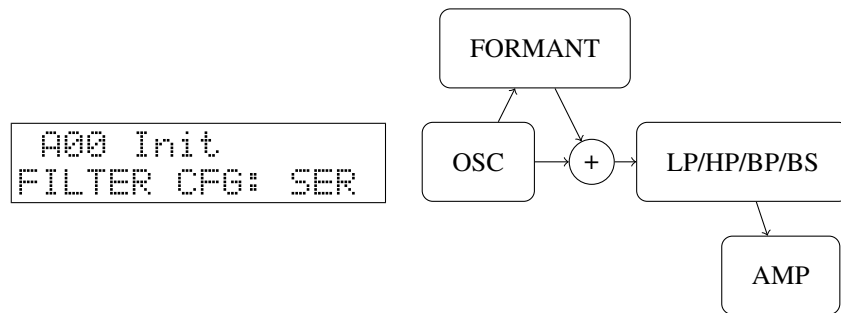 A00 Init
FILTER CFG: SER
FORMANT
OSC
+
LP/HP/BP/BS
AMP